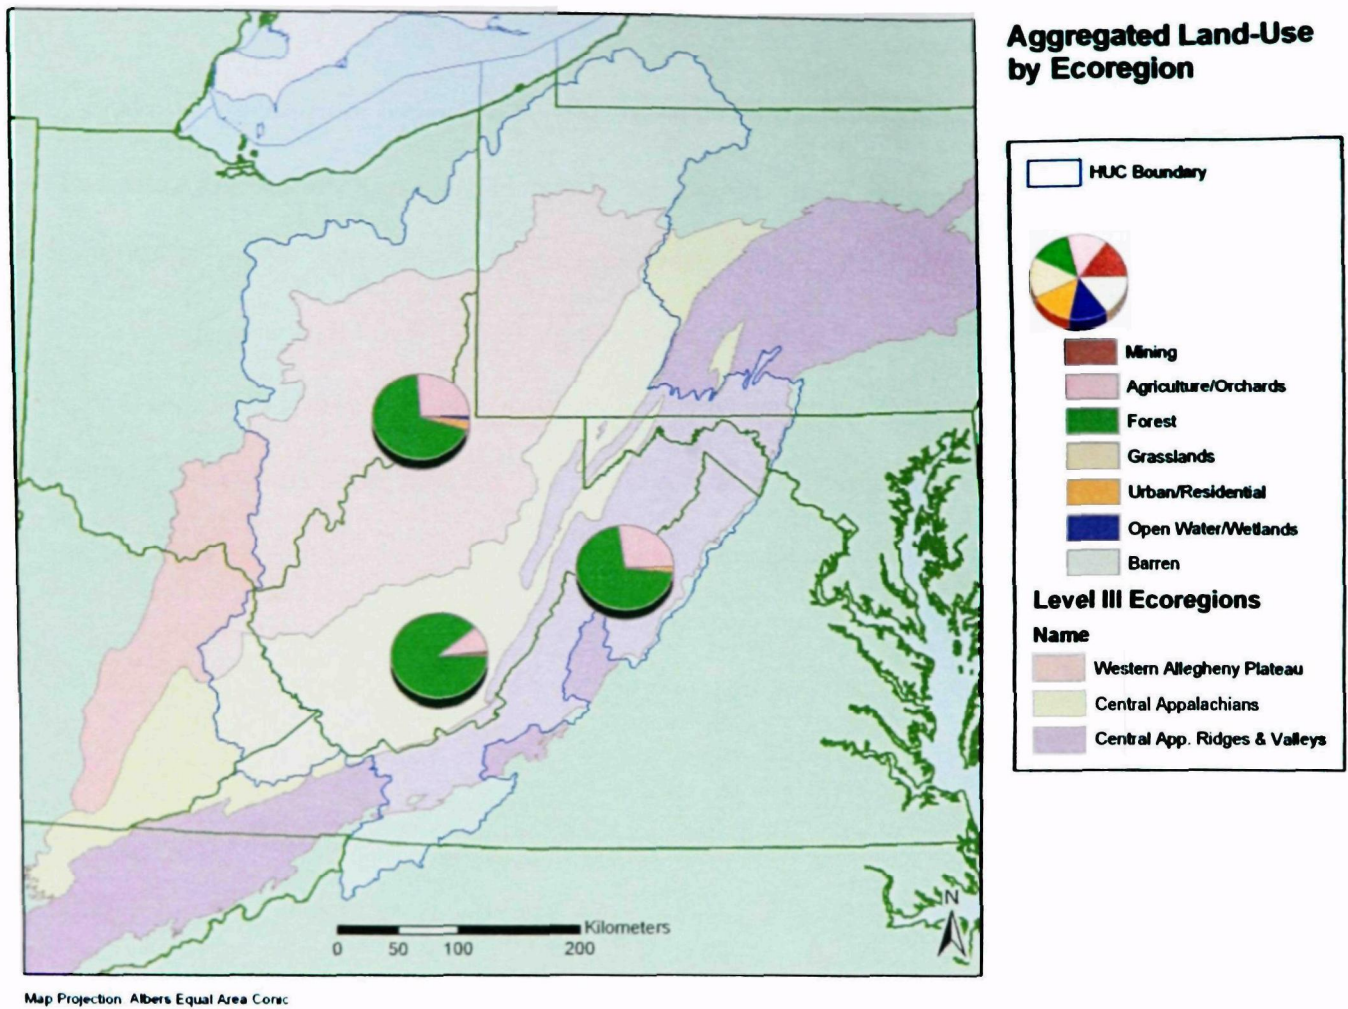 Aggregated Land-Use
by Ecoregion
HUC Boundary
Mining
Agriculture/Orchards
Forest
Grasslands
Urban/Residential
Open Water/Wetlands
Barren
Level III Ecoregions
Name
Western Allegheny Plateau
Central Appalachians
Central App. Ridges & Valleys
N
Kilometers
0 50 100 200
Map Projection Albers Equal Area Conic